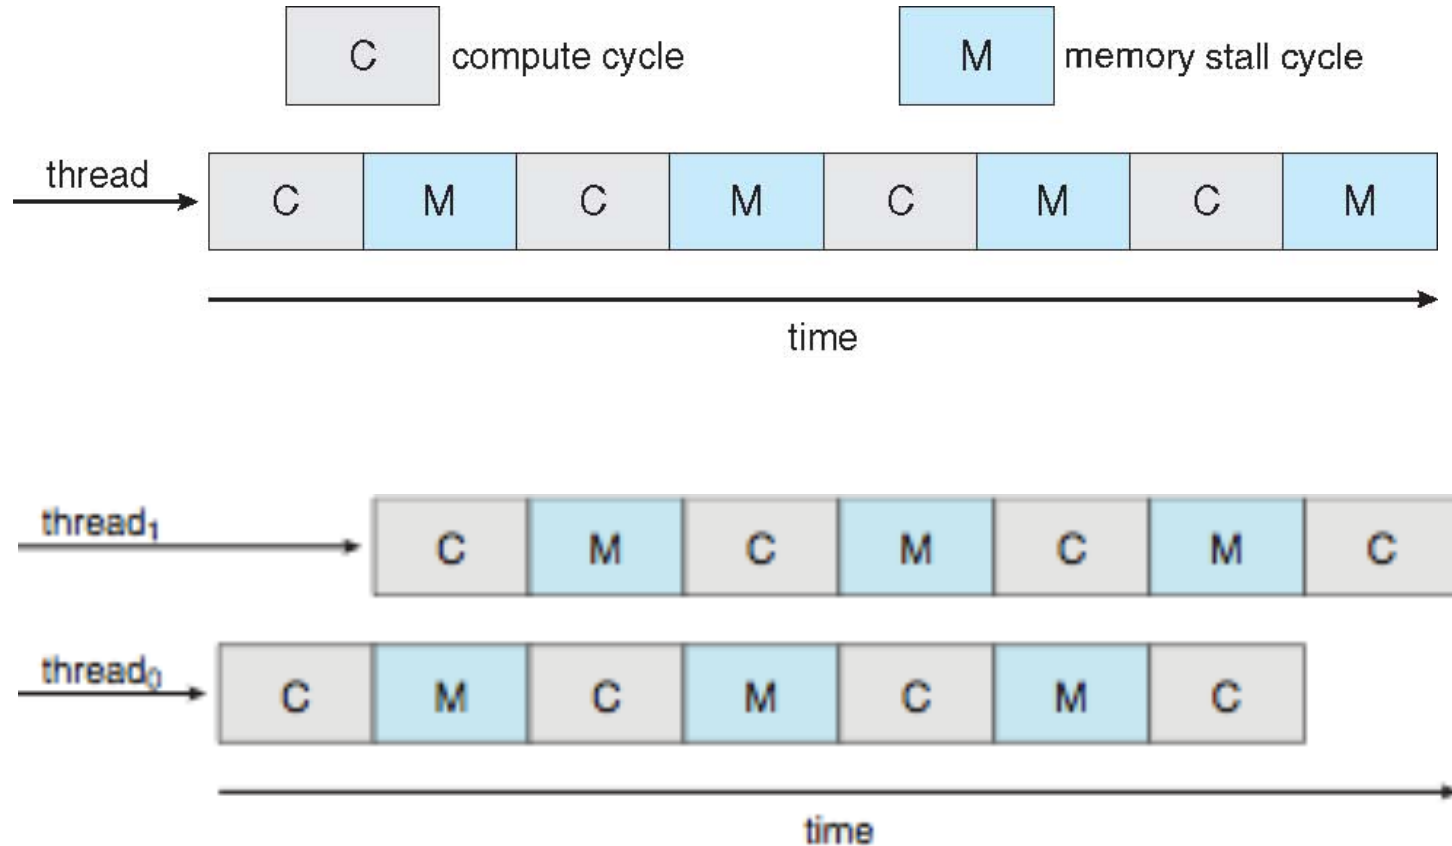 C compute cycle M memory stall cycle
thread
C M C M C M C M
time
thread₁
C M C M C M C
thread₀
C M C M C M C
time